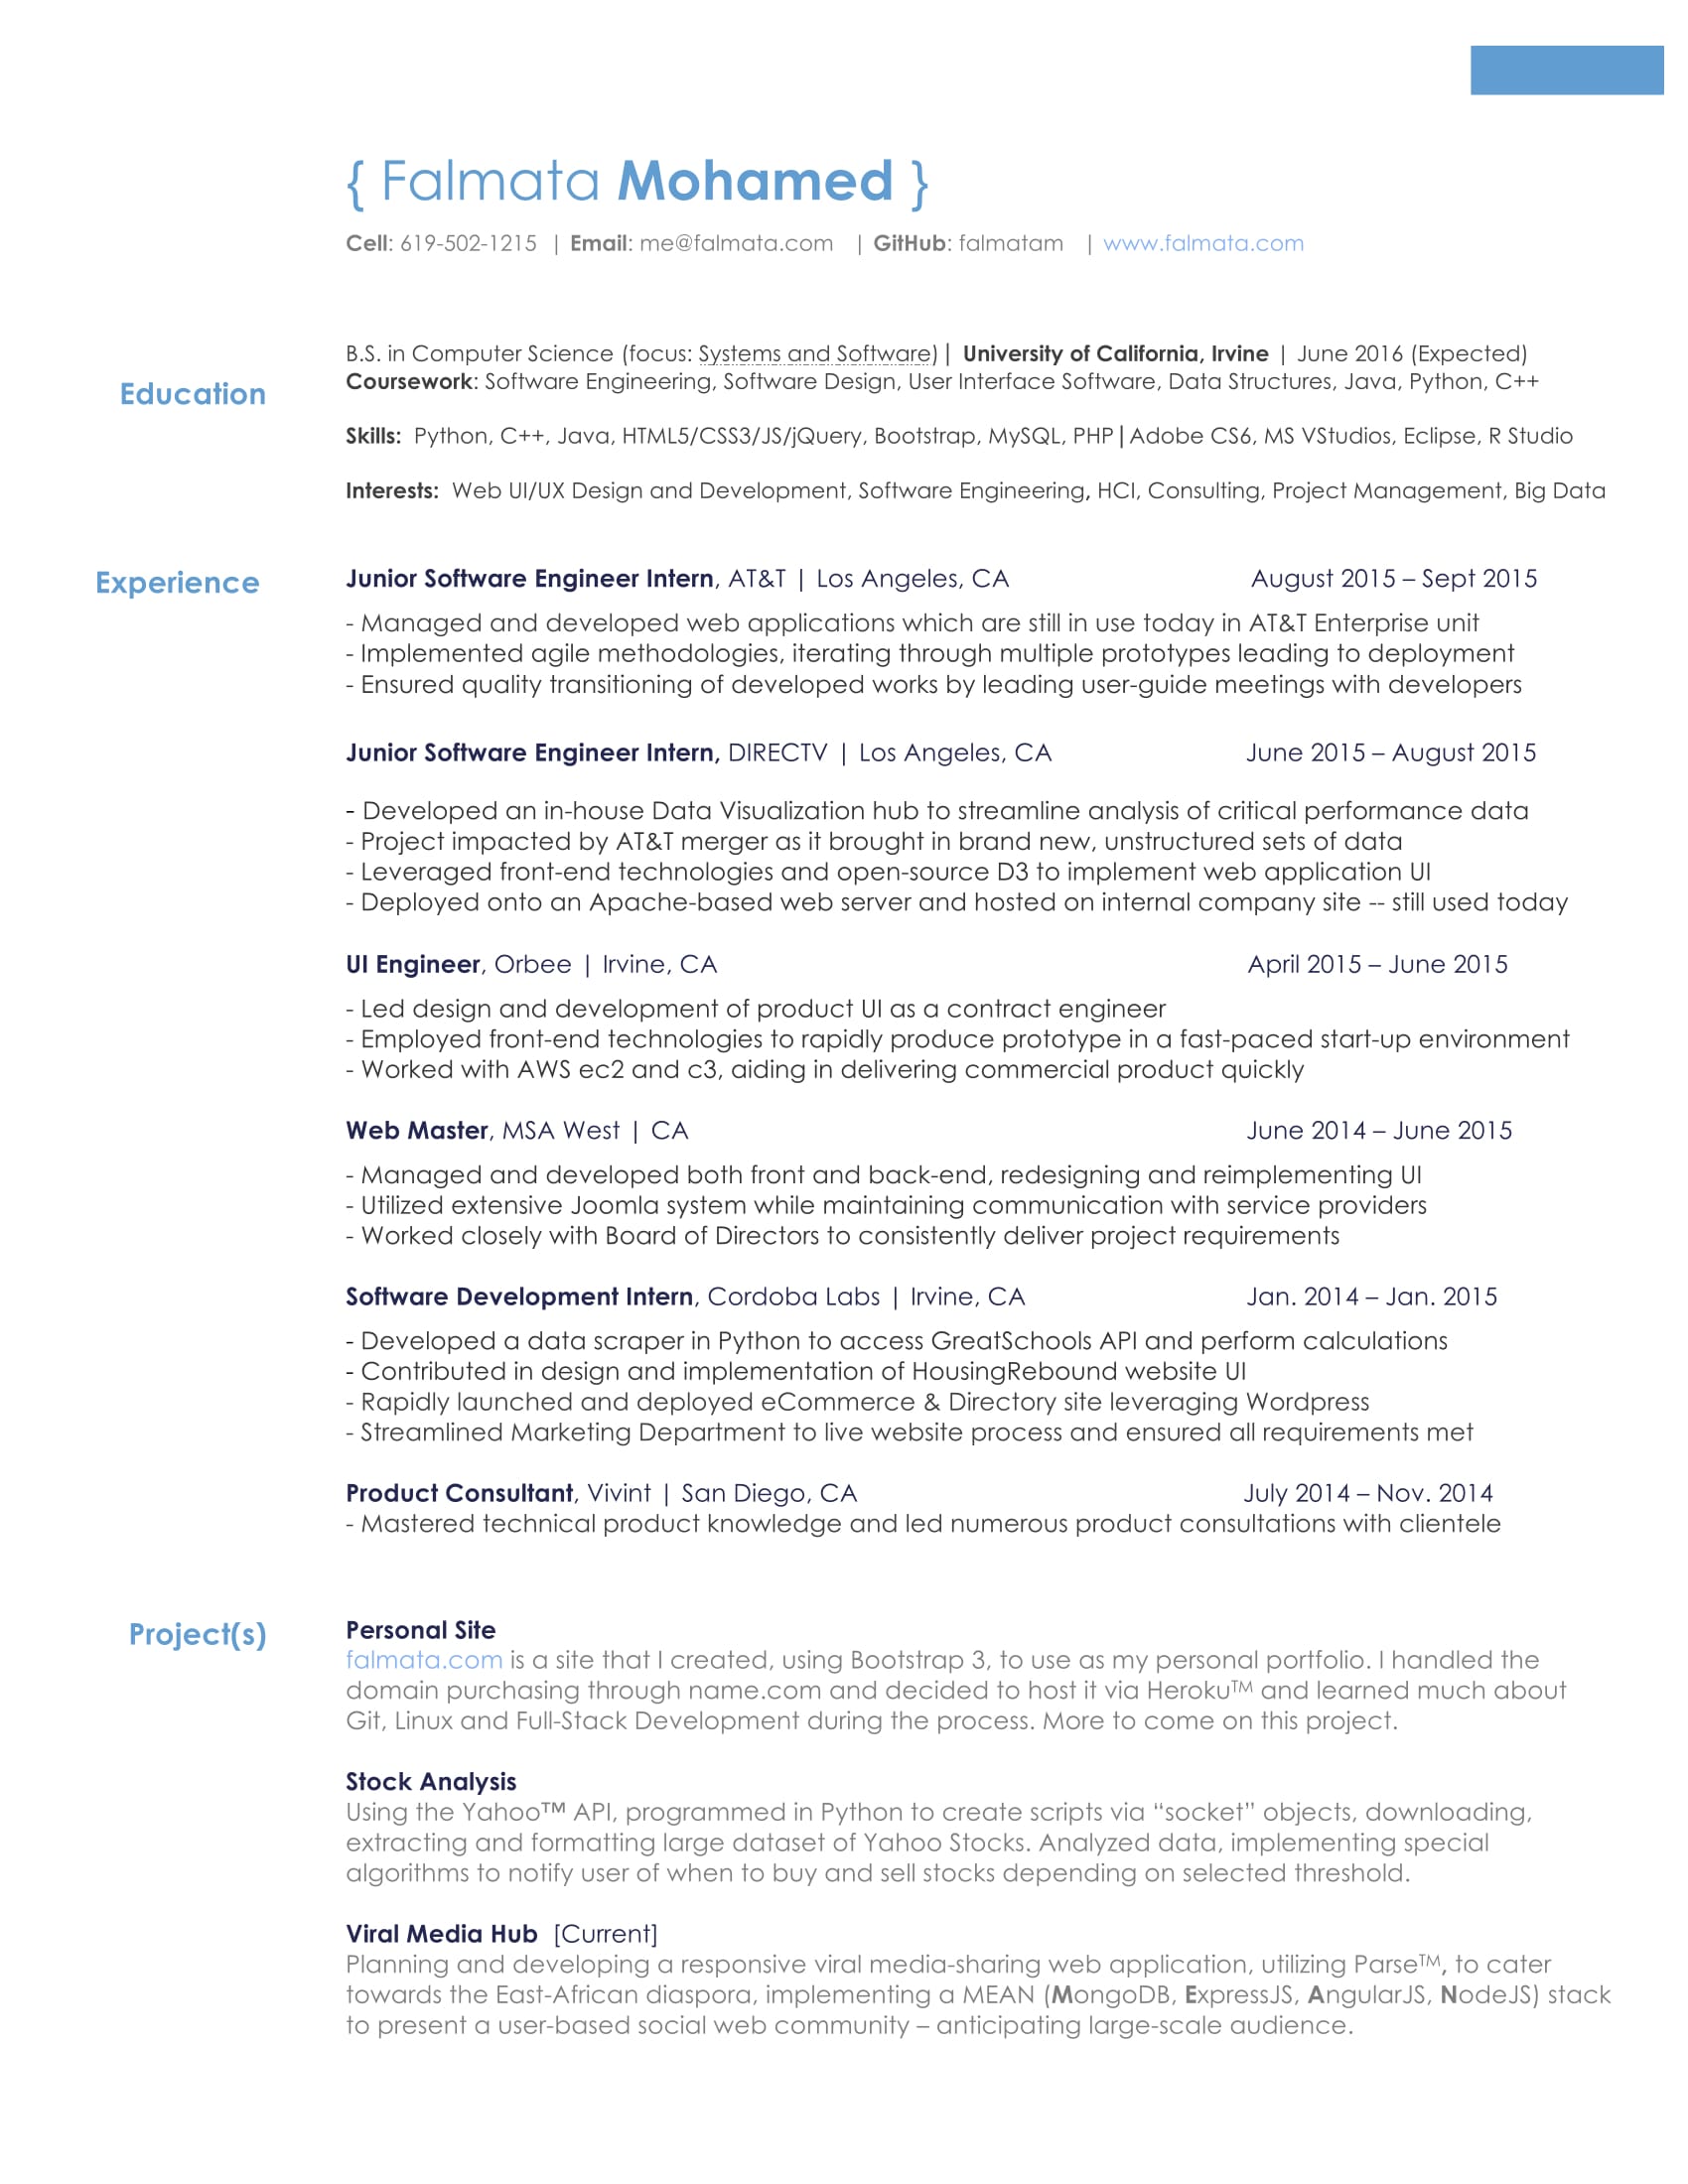 { Falmata Mohamed }
Cell: 619-502-1215 | Email: me@falmata.com | GitHub: falmatam | www.falmata.com
Education
B.S. in Computer Science (focus: Systems and Software)| University of California, Irvine | June 2016 (Expected)
Coursework: Software Engineering, Software Design, User Interface Software, Data Structures, Java, Python, C++
Skills: Python, C++, Java, HTML5/CSS3/JS/jQuery, Bootstrap, MySQL, PHP|Adobe CS6, MS VStudios, Eclipse, R Studio
Interests: Web UI/UX Design and Development, Software Engineering, HCI, Consulting, Project Management, Big Data
Experience
Junior Software Engineer Intern, AT&T | Los Angeles, CA August 2015 – Sept 2015
- Managed and developed web applications which are still in use today in AT&T Enterprise unit
- Implemented agile methodologies, iterating through multiple prototypes leading to deployment
- Ensured quality transitioning of developed works by leading user-guide meetings with developers
Junior Software Engineer Intern, DIRECTV | Los Angeles, CA June 2015 – August 2015
- Developed an in-house Data Visualization hub to streamline analysis of critical performance data
- Project impacted by AT&T merger as it brought in brand new, unstructured sets of data
- Leveraged front-end technologies and open-source D3 to implement web application UI
- Deployed onto an Apache-based web server and hosted on internal company site -- still used today
UI Engineer, Orbee | Irvine, CA April 2015 – June 2015
- Led design and development of product UI as a contract engineer
- Employed front-end technologies to rapidly produce prototype in a fast-paced start-up environment
- Worked with AWS ec2 and c3, aiding in delivering commercial product quickly
Web Master, MSA West | CA June 2014 – June 2015
- Managed and developed both front and back-end, redesigning and reimplementing UI
- Utilized extensive Joomla system while maintaining communication with service providers
- Worked closely with Board of Directors to consistently deliver project requirements
Software Development Intern, Cordoba Labs | Irvine, CA Jan. 2014 – Jan. 2015
- Developed a data scraper in Python to access GreatSchools API and perform calculations
- Contributed in design and implementation of HousingRebound website UI
- Rapidly launched and deployed eCommerce & Directory site leveraging Wordpress
- Streamlined Marketing Department to live website process and ensured all requirements met
Product Consultant, Vivint | San Diego, CA July 2014 – Nov. 2014
- Mastered technical product knowledge and led numerous product consultations with clientele
Project(s)
Personal Site
falmata.com is a site that I created, using Bootstrap 3, to use as my personal portfolio. I handled the
domain purchasing through name.com and decided to host it via Heroku™ and learned much about
Git, Linux and Full-Stack Development during the process. More to come on this project.
Stock Analysis
Using the Yahoo™ API, programmed in Python to create scripts via “socket” objects, downloading,
extracting and formatting large dataset of Yahoo Stocks. Analyzed data, implementing special
algorithms to notify user of when to buy and sell stocks depending on selected threshold.
Viral Media Hub [Current]
Planning and developing a responsive viral media-sharing web application, utilizing Parse™, to cater
towards the East-African diaspora, implementing a MEAN (MongoDB, ExpressJS, AngularJS, NodeJS) stack
to present a user-based social web community – anticipating large-scale audience.